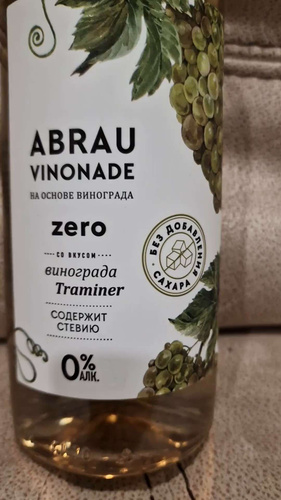 ABRAU
VINONADE
НА ОСНОВЕ ВИНОГРАДА
zero
СО ВКУСОМ
винограда
Traminer
СОДЕРЖИТ
СТЕВИЮ
0%
АЛК.
БЕЗ ДОБАВЛЕНИЯ
САХАРА